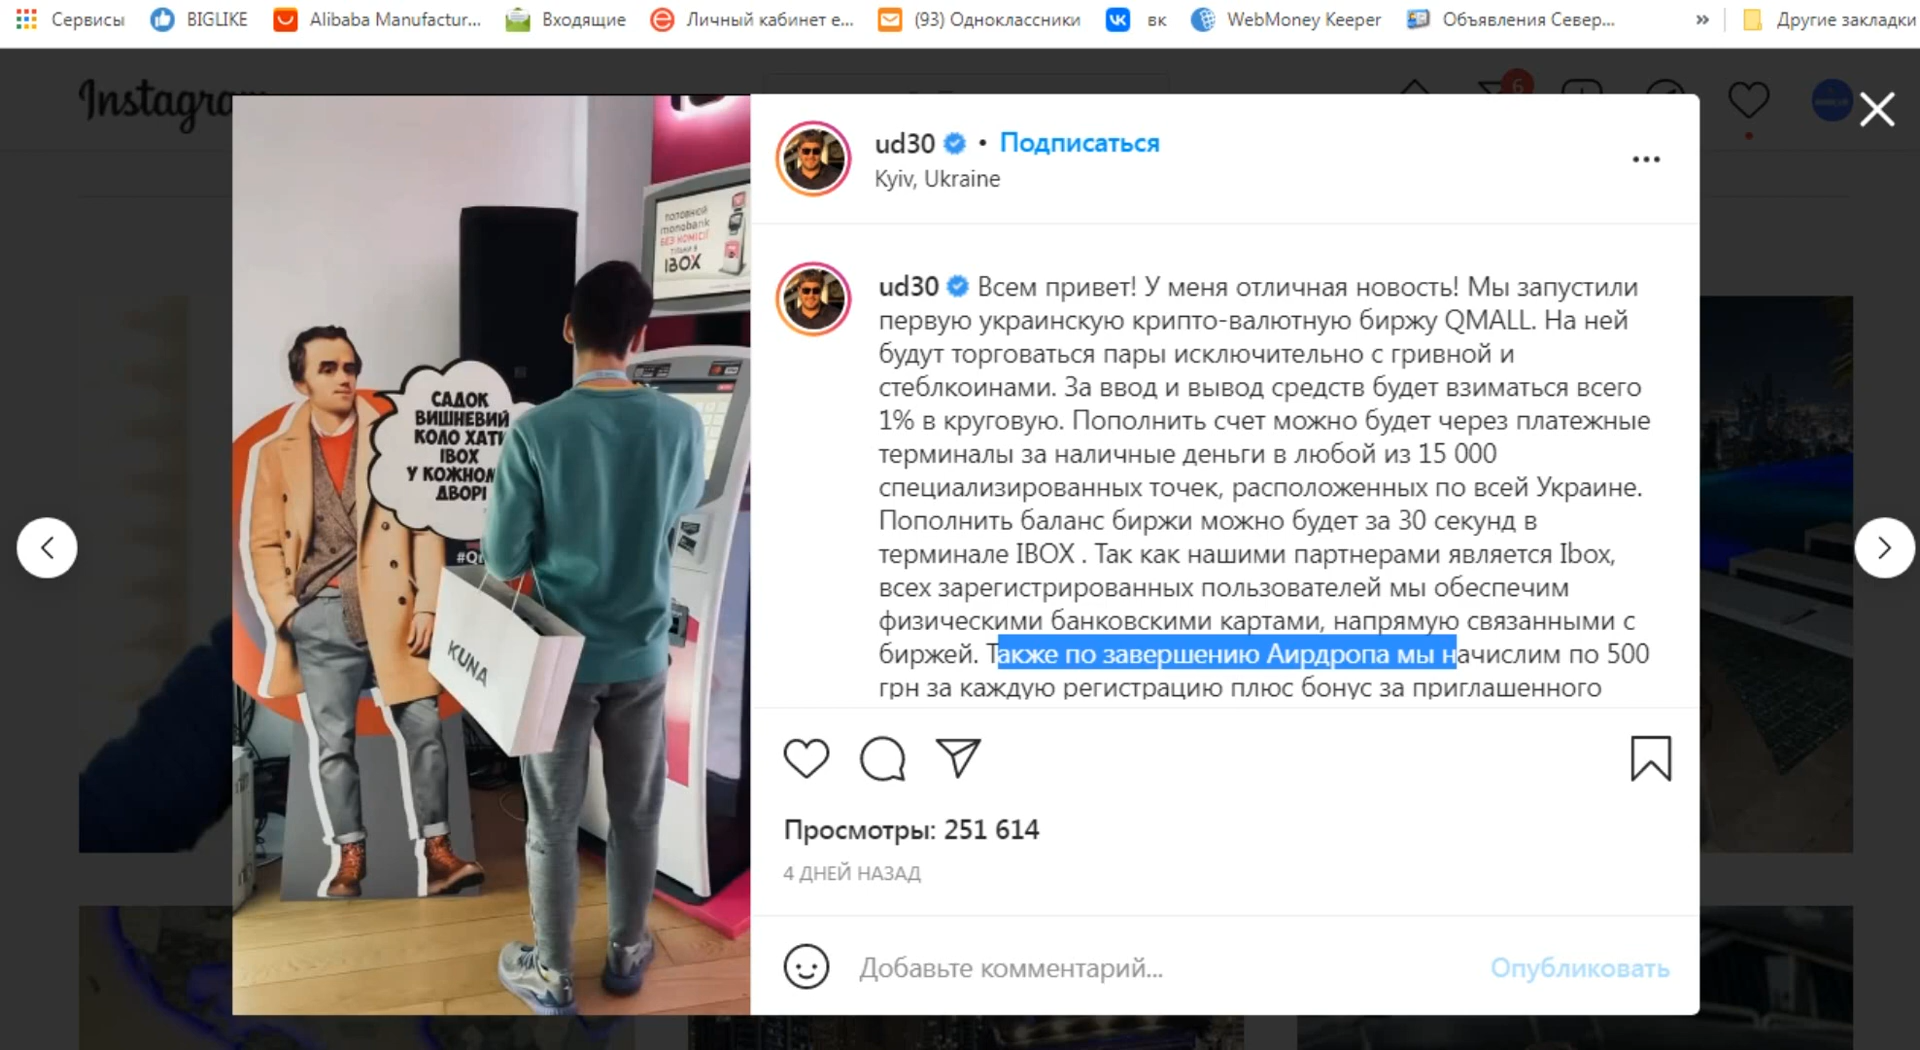 Сервисы
BIGLIKE
Alibaba Manufactur...
Входящие
Личный кабинет е...
(93) Одноклассники
вк
WebMoney Keeper
Объявления Север...
»
Другие закладки
Instagra
6
ПОПОВНЮЙ
monobank
БЕЗ КОМІСІЇ
ТІЛЬКИ В
IBOX
САДОК
ВИШНЕВИЙ
КОЛО ХАТИ
IBOX
У КОЖНОМ
ДВОРІ
KUNA
ud30 • Подписаться
Kyiv, Ukraine
ud30 Всем привет! У меня отличная новость! Мы запустили
первую украинскую крипто-валютную биржу QMALL. На ней
будут торговаться пары исключительно с гривной и
стеблкоинами. За ввод и вывод средств будет взиматься всего
1% в круговую. Пополнить счет можно будет через платежные
терминалы за наличные деньги в любой из 15 000
специализированных точек, расположенных по всей Украине.
Пополнить баланс биржи можно будет за 30 секунд в
терминале IBOX . Так как нашими партнерами является Ibox,
всех зарегистрированных пользователей мы обеспечим
физическими банковскими картами, напрямую связанными с
биржей. Также по завершению Аирдропа мы начислим по 500
грн за каждую регистрацию плюс бонус за приглашенного
Просмотры: 251 614
4 ДНЕЙ НАЗАД
Добавьте комментарий...
Опубликовать